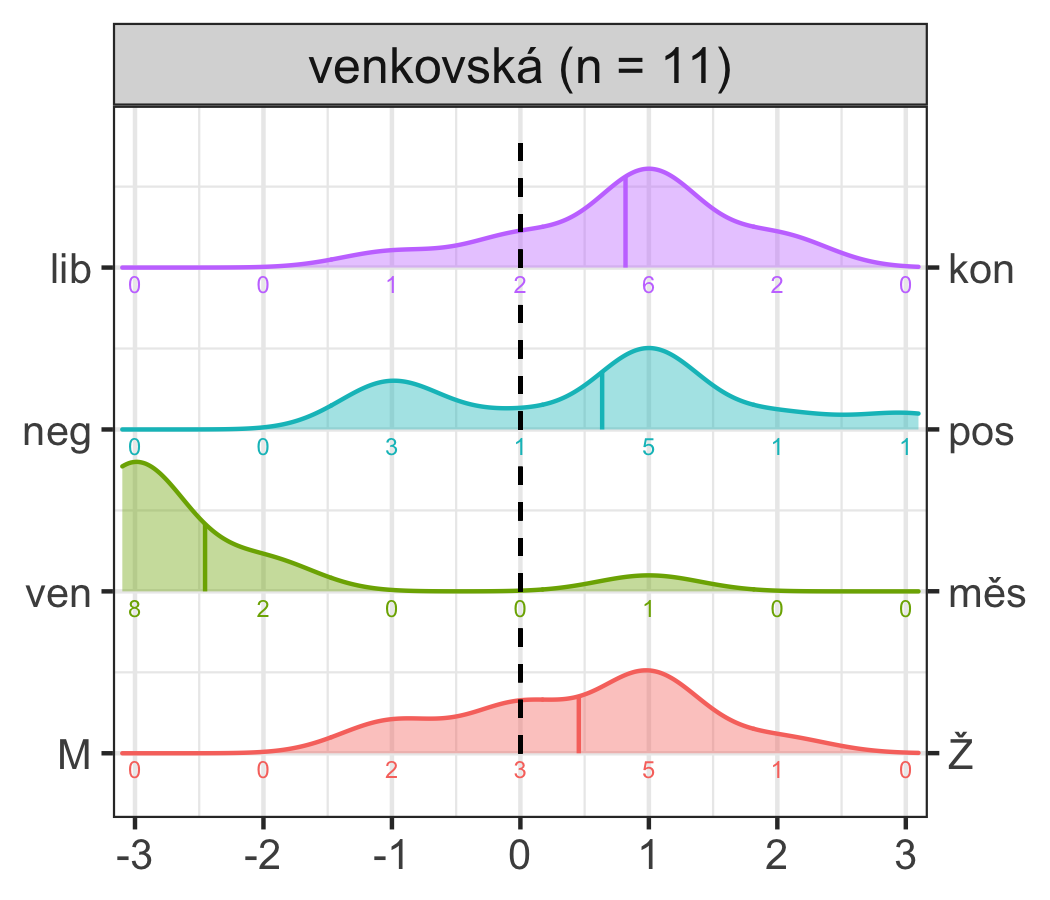 venkovská (n = 11)
lib kon
0 0 1 2 6 2 0
neg pos
0 0 3 1 5 1 1
ven měs
8 2 0 0 1 0 0
M Ž
0 0 2 3 5 1 0
-3 -2 -1 0 1 2 3